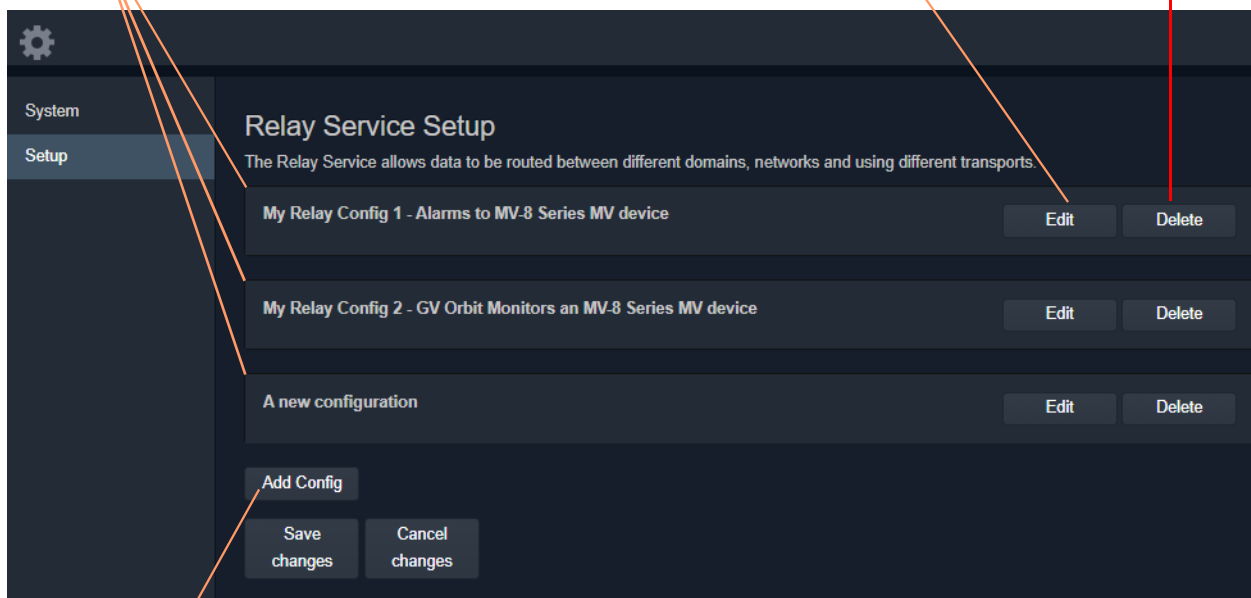 System
Setup
Relay Service Setup
The Relay Service allows data to be routed between different domains, networks and using different transports.
My Relay Config 1 - Alarms to MV-8 Series MV device
Edit
Delete
My Relay Config 2 - GV Orbit Monitors an MV-8 Series MV device
Edit
Delete
A new configuration
Edit
Delete
Add Config
Save
changes
Cancel
changes